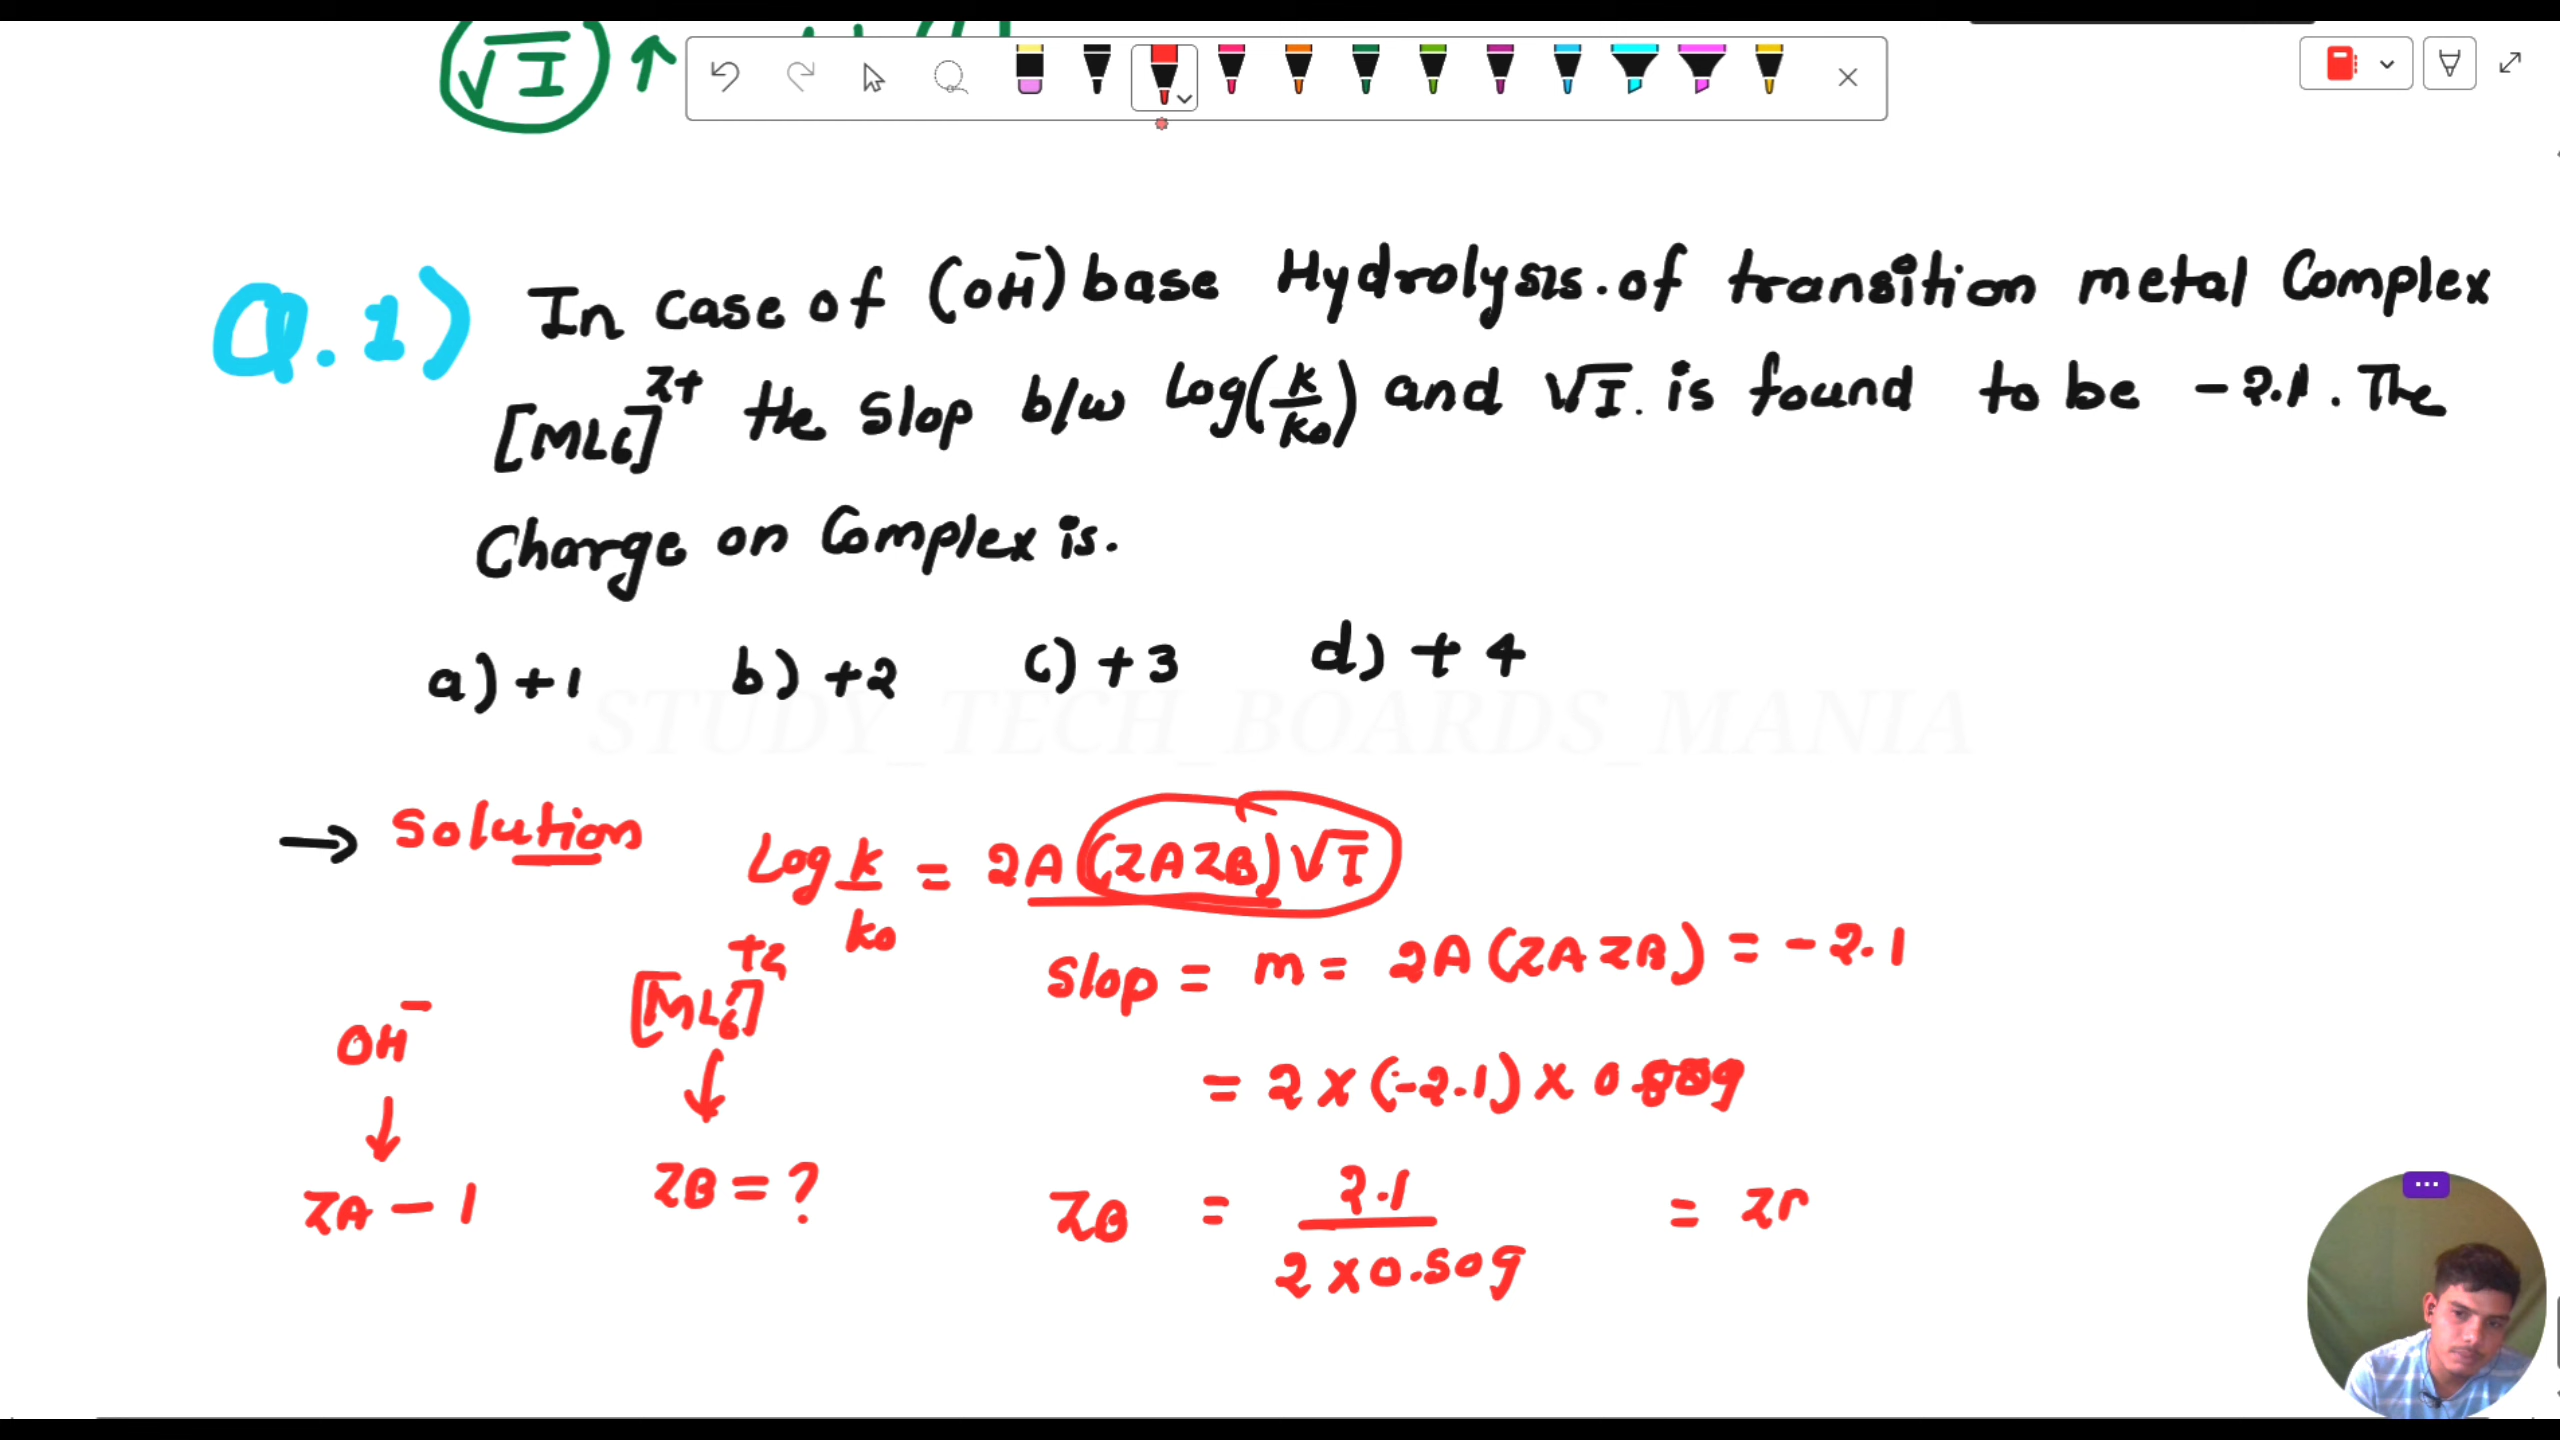 √I ↑
Q.1) In case of (OH⁻) base Hydrolysis. of transition metal Complex
[ML6]^Z+ the Slop b/w Log(k/k0) and √I. is found to be -2.1. The
Charge on Complex is.
a) +1 b) +2 c) +3 d) +4
STUDY_TECH_BOARDS_MANIA
→ Solution Log k/k0 = 2A (ZA ZB) √I
Slop = m = 2A (ZA ZB) = -2.1
OH⁻ [ML6]
= 2 × (-2.1) × 0
ZA - 1 ZB = ? ZB = 2.1 / 2 × 0.509 =